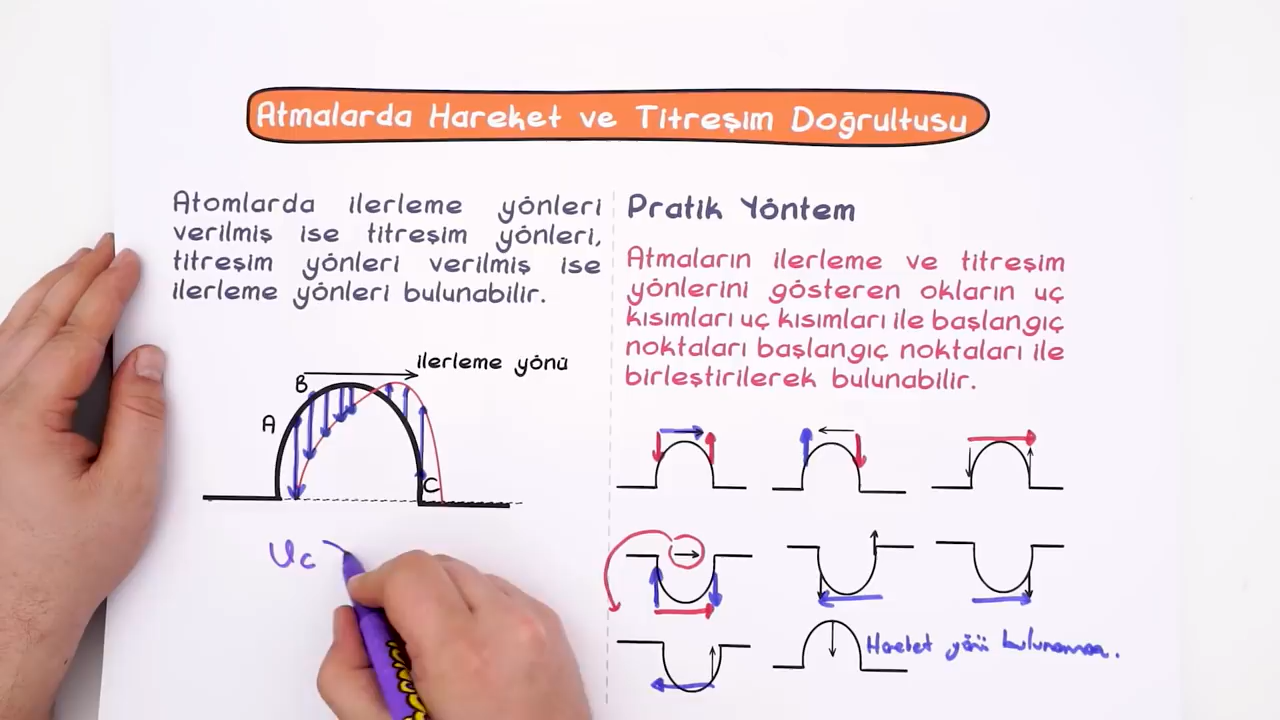 Atmalarda Hareket ve Titreşim Doğrultusu
Atomlarda ilerleme yönleri
verilmiş ise titreşim yönleri,
titreşim yönleri verilmiş ise
ilerleme yönleri bulunabilir.
ilerleme yönü
B
A
C
Uc
Pratik Yöntem
Atmaların ilerleme ve titreşim
yönlerini gösteren okların uç
kısımları uç kısımları ile başlangıç
noktaları başlangıç noktaları ile
birleştirilerek bulunabilir.
Hareket yönü bulunamaz.